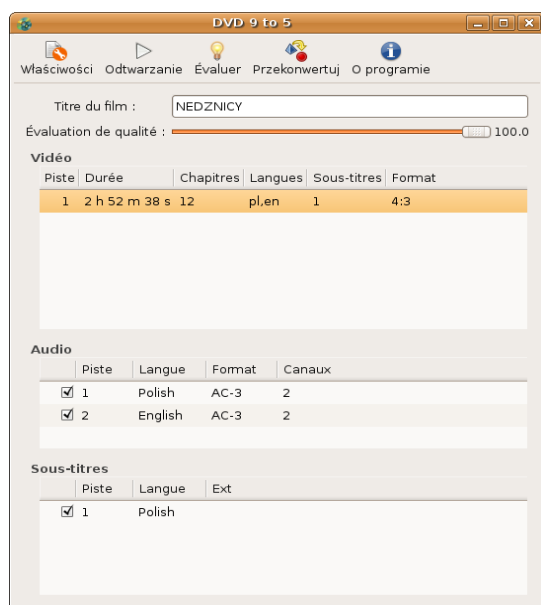 DVD 9 to 5
Właściwości Odtwarzanie Évaluer Przekonwertuj O programie
Titre du film : NEDZNICY
Évaluation de qualité : 100.0
Vidéo
Piste Durée Chapitres Langues Sous-titres Format
1 2 h 52 m 38 s 12 pl,en 1 4:3
Audio
Piste Langue Format Canaux
1 Polish AC-3 2
2 English AC-3 2
Sous-titres
Piste Langue Ext
1 Polish